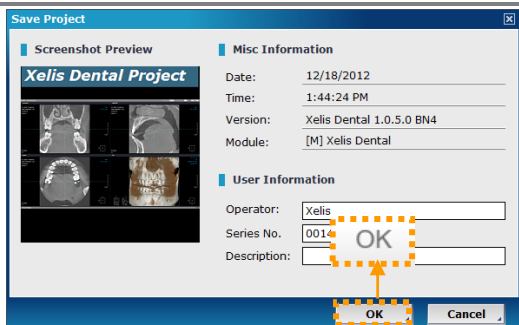 Save Project
Screenshot Preview
Xelis Dental Project
Misc Information
Date: 12/18/2012
Time: 1:44:24 PM
Version: Xelis Dental 1.0.5.0 BN4
Module: [M] Xelis Dental
User Information
Operator: Xelis
Series No. 0014
Description:
OK
OK
Cancel